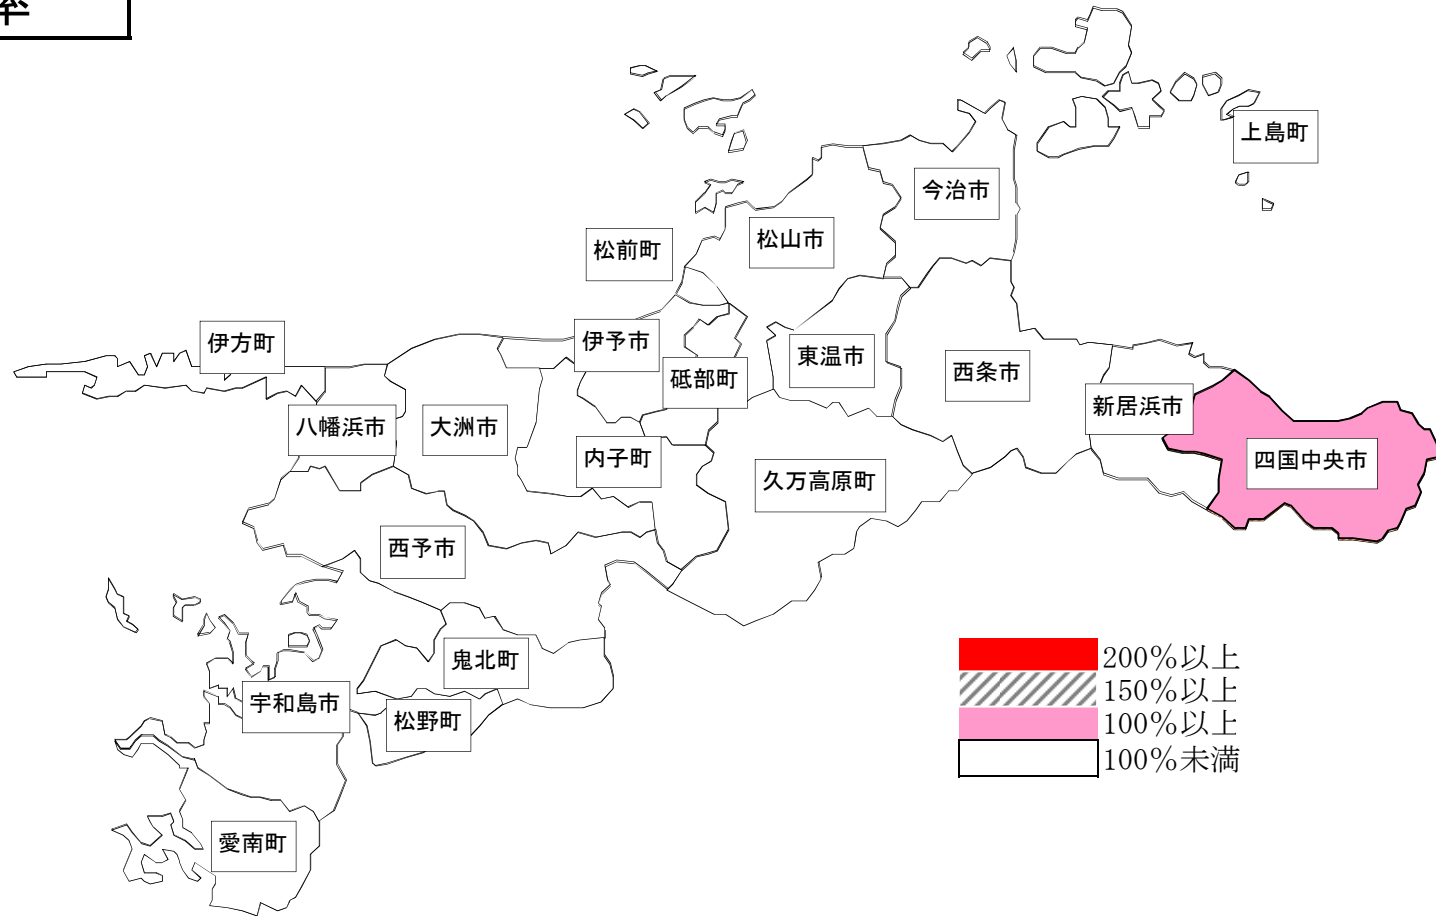 上島町
今治市
松山市
松前町
伊方町
伊予市
東温市
砥部町
西条市
新居浜市
八幡浜市
大洲市
内子町
四国中央市
久万高原町
西予市
鬼北町
宇和島市
松野町
愛南町
200%以上
150%以上
100%以上
100%未満